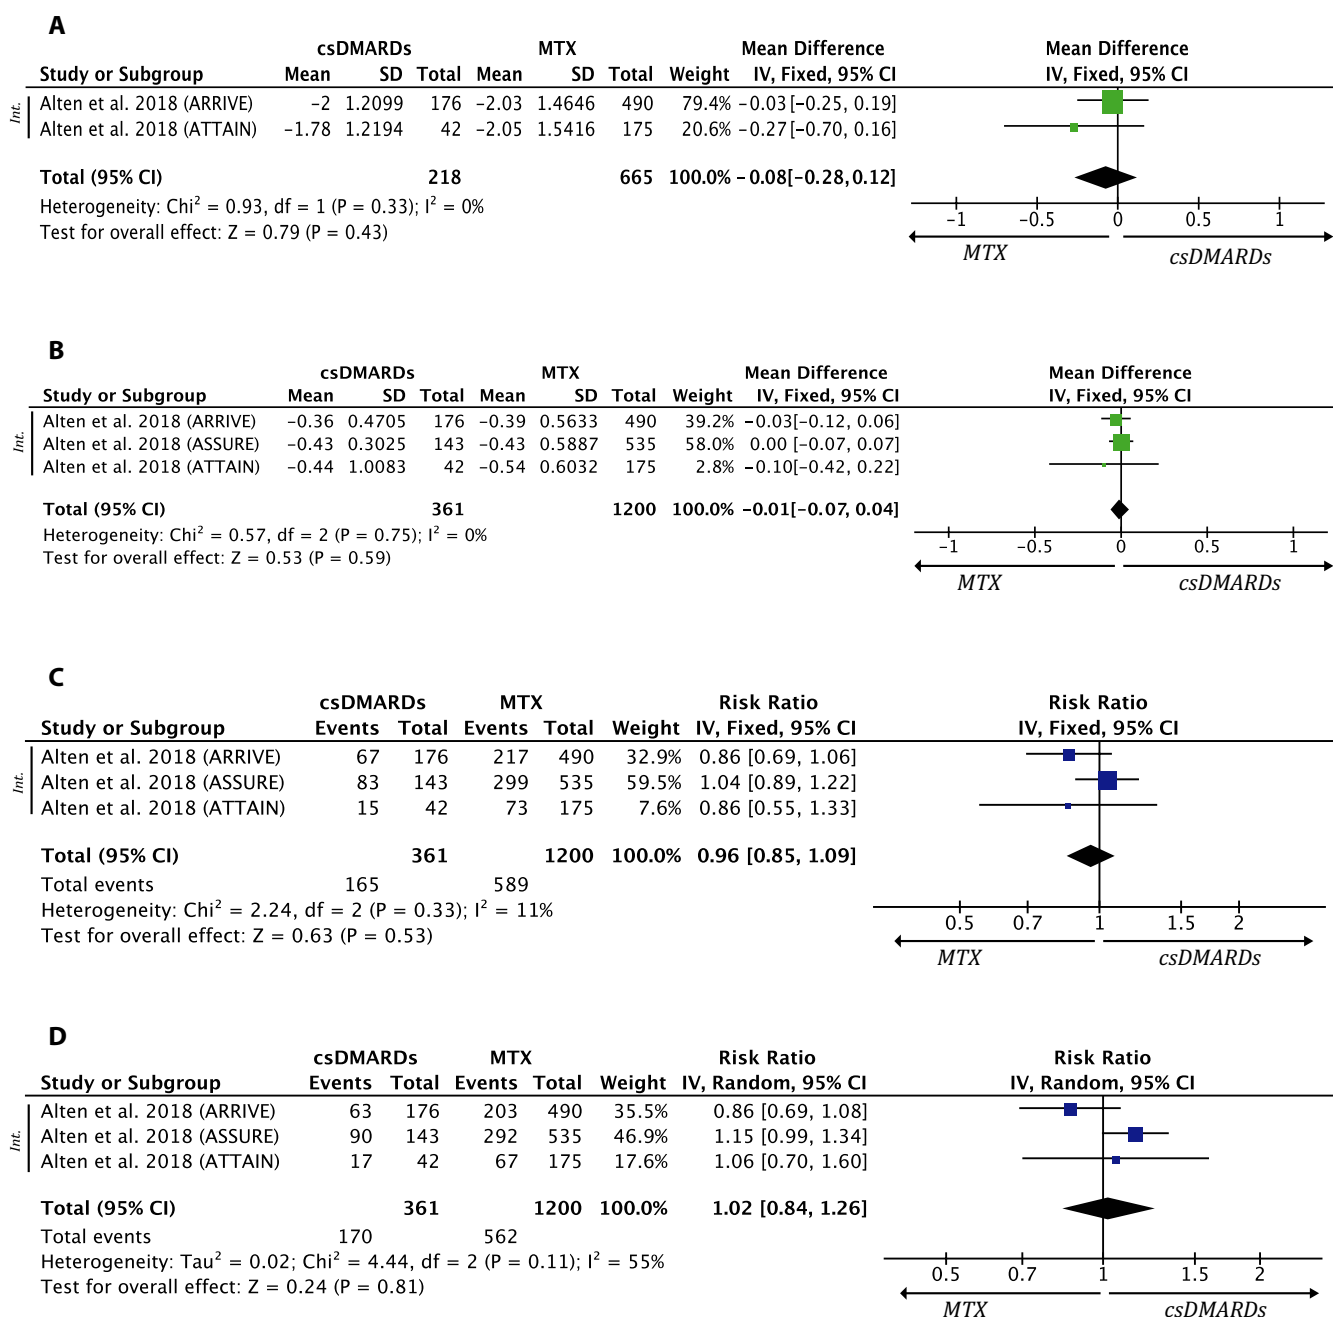 A
csDMARDs MTX Mean Difference Mean Difference
Study or Subgroup Mean SD Total Mean SD Total Weight IV, Fixed, 95% CI IV, Fixed, 95% CI
Int.
Alten et al. 2018 (ARRIVE) −2 1.2099 176 −2.03 1.4646 490 79.4% −0.03 [−0.25, 0.19]
Alten et al. 2018 (ATTAIN) −1.78 1.2194 42 −2.05 1.5416 175 20.6% −0.27 [−0.70, 0.16]
Total (95% CI) 218 665 100.0% −0.08[−0.28,0.12]
Heterogeneity: Chi² = 0.93, df = 1 (P = 0.33); I² = 0%
Test for overall effect: Z = 0.79 (P = 0.43)
−1 −0.5 0 0.5 1
MTX csDMARDs
B
csDMARDs MTX Mean Difference Mean Difference
Study or Subgroup Mean SD Total Mean SD Total Weight IV, Fixed, 95% CI IV, Fixed, 95% CI
Int.
Alten et al. 2018 (ARRIVE) −0.36 0.4705 176 −0.39 0.5633 490 39.2% −0.03[−0.12, 0.06]
Alten et al. 2018 (ASSURE) −0.43 0.3025 143 −0.43 0.5887 535 58.0% 0.00 [−0.07, 0.07]
Alten et al. 2018 (ATTAIN) −0.44 1.0083 42 −0.54 0.6032 175 2.8% −0.10[−0.42, 0.22]
Total (95% CI) 361 1200 100.0% −0.01[−0.07, 0.04]
Heterogeneity: Chi² = 0.57, df = 2 (P = 0.75); I² = 0%
Test for overall effect: Z = 0.53 (P = 0.59)
−1 −0.5 0 0.5 1
MTX csDMARDs
C
csDMARDs MTX Risk Ratio Risk Ratio
Study or Subgroup Events Total Events Total Weight IV, Fixed, 95% CI IV, Fixed, 95% CI
Int.
Alten et al. 2018 (ARRIVE) 67 176 217 490 32.9% 0.86 [0.69, 1.06]
Alten et al. 2018 (ASSURE) 83 143 299 535 59.5% 1.04 [0.89, 1.22]
Alten et al. 2018 (ATTAIN) 15 42 73 175 7.6% 0.86 [0.55, 1.33]
Total (95% CI) 361 1200 100.0% 0.96 [0.85, 1.09]
Total events 165 589
Heterogeneity: Chi² = 2.24, df = 2 (P = 0.33); I² = 11%
Test for overall effect: Z = 0.63 (P = 0.53)
0.5 0.7 1 1.5 2
MTX csDMARDs
D
csDMARDs MTX Risk Ratio Risk Ratio
Study or Subgroup Events Total Events Total Weight IV, Random, 95% CI IV, Random, 95% CI
Int.
Alten et al. 2018 (ARRIVE) 63 176 203 490 35.5% 0.86 [0.69, 1.08]
Alten et al. 2018 (ASSURE) 90 143 292 535 46.9% 1.15 [0.99, 1.34]
Alten et al. 2018 (ATTAIN) 17 42 67 175 17.6% 1.06 [0.70, 1.60]
Total (95% CI) 361 1200 100.0% 1.02 [0.84, 1.26]
Total events 170 562
Heterogeneity: Tau² = 0.02; Chi² = 4.44, df = 2 (P = 0.11); I² = 55%
Test for overall effect: Z = 0.24 (P = 0.81)
0.5 0.7 1 1.5 2
MTX csDMARDs